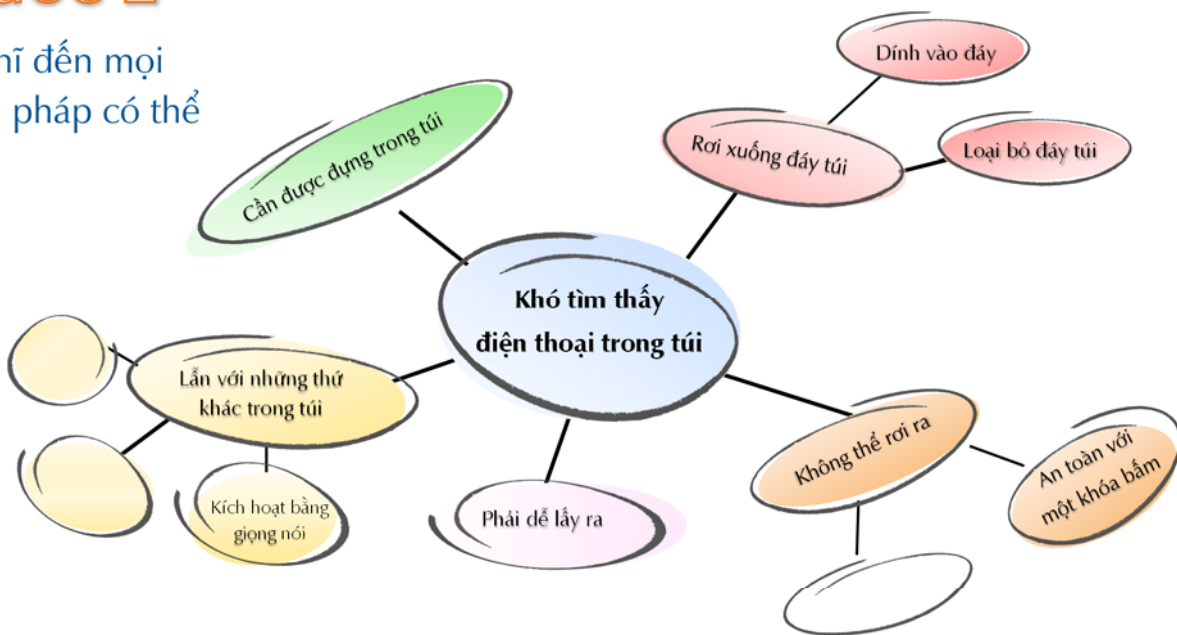 hĩ đến mọi
pháp có thể
Dính vào đáy
Rơi xuống đáy túi
Loại bỏ đáy túi
Cần được đựng trong túi
Khó tìm thấy
điện thoại trong túi
Lẫn với những thứ
khác trong túi
Kích hoạt bằng
giọng nói
Phải dễ lấy ra
Không thể rơi ra
An toàn với
một khóa bấm